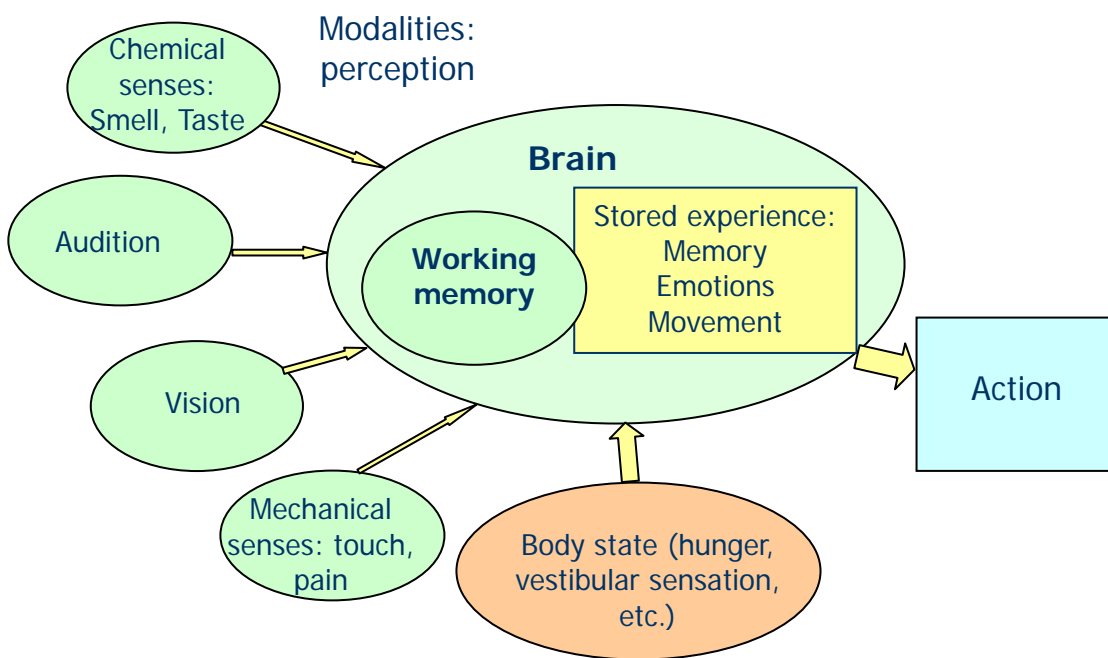 Modalities:
perception
Chemical
senses:
Smell, Taste
Brain
Stored experience:
Memory
Emotions
Movement
Audition
Working
memory
Action
Vision
Mechanical
senses: touch,
pain
Body state (hunger,
vestibular sensation,
etc.)